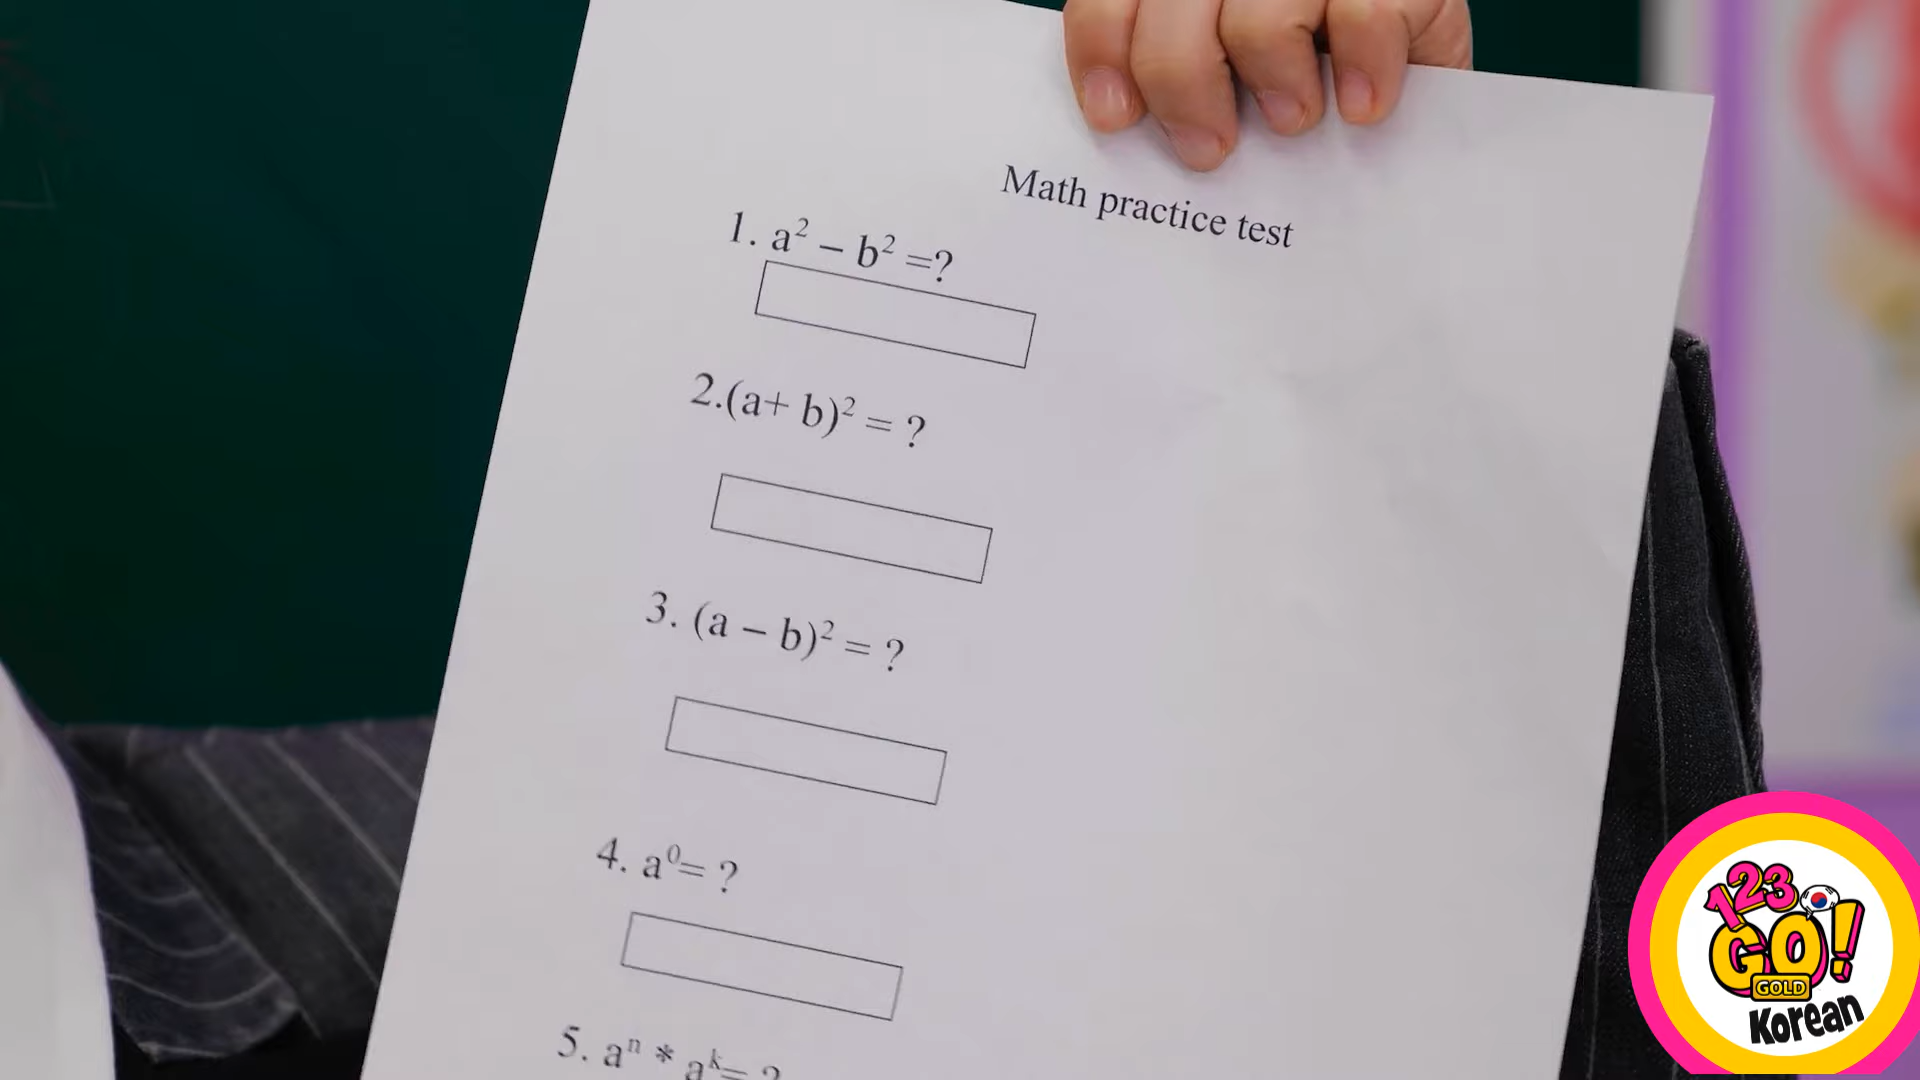 Math practice test
1. a² – b² =?
2.(a+ b)² = ?
3. (a – b)² = ?
4. a⁰= ?
5. aⁿ * aᵏ= ?
123
GO!
GOLD
Korean